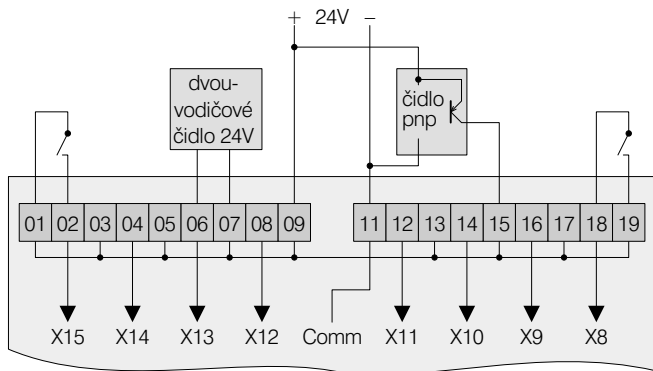 + 24V −
dvou-
vodičové
čidlo 24V
čidlo
pnp
01 02 03 04 05 06 07 08 09 11 12 13 14 15 16 17 18 19
X15 X14 X13 X12 Comm X11 X10 X9 X8